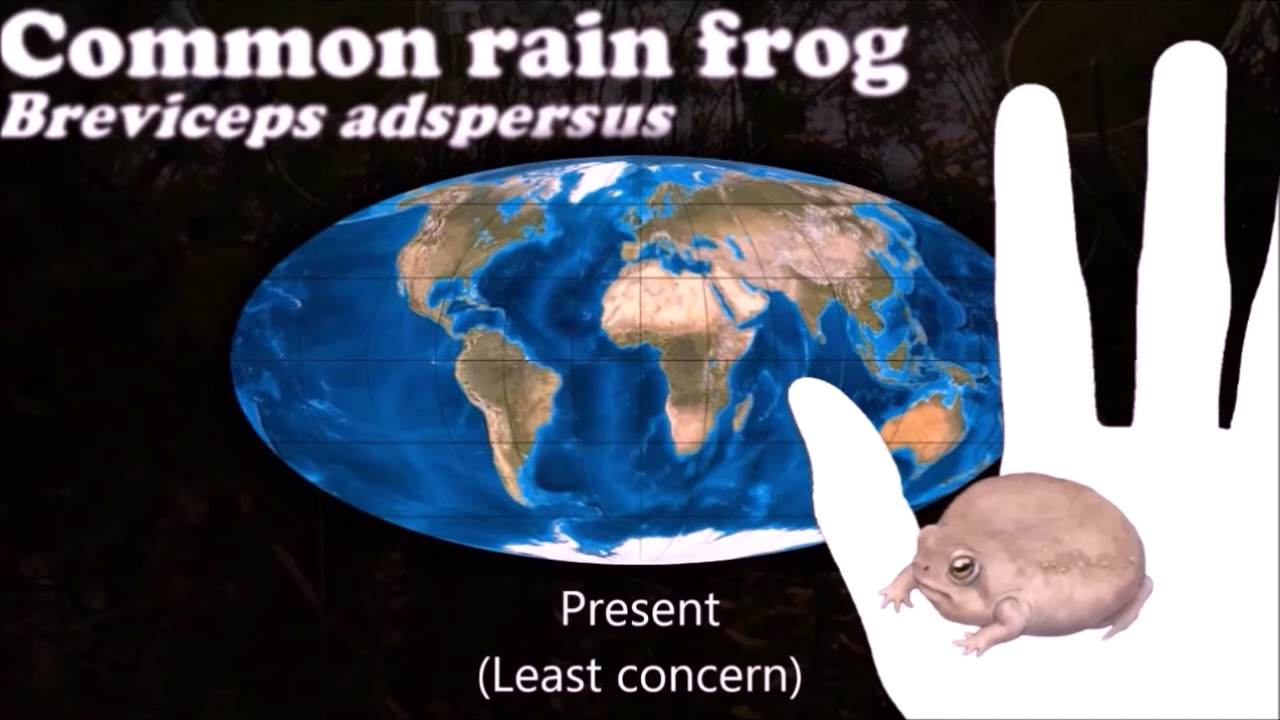 Common rain frog
Breviceps adspersus
Present
(Least concern)